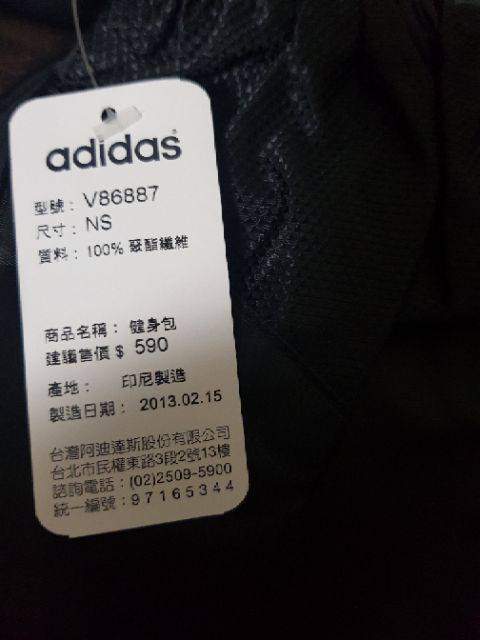 adidas
型號：V86887
尺寸：NS
質料：100% 聚酯纖維
商品名稱：健身包
建議售價 $ 590
產地：印尼製造
製造日期：2013.02.15
台灣阿迪達斯股份有限公司
台北市民權東路3段2號13樓
諮詢電話：(02)2509-5900
統一編號：97165344